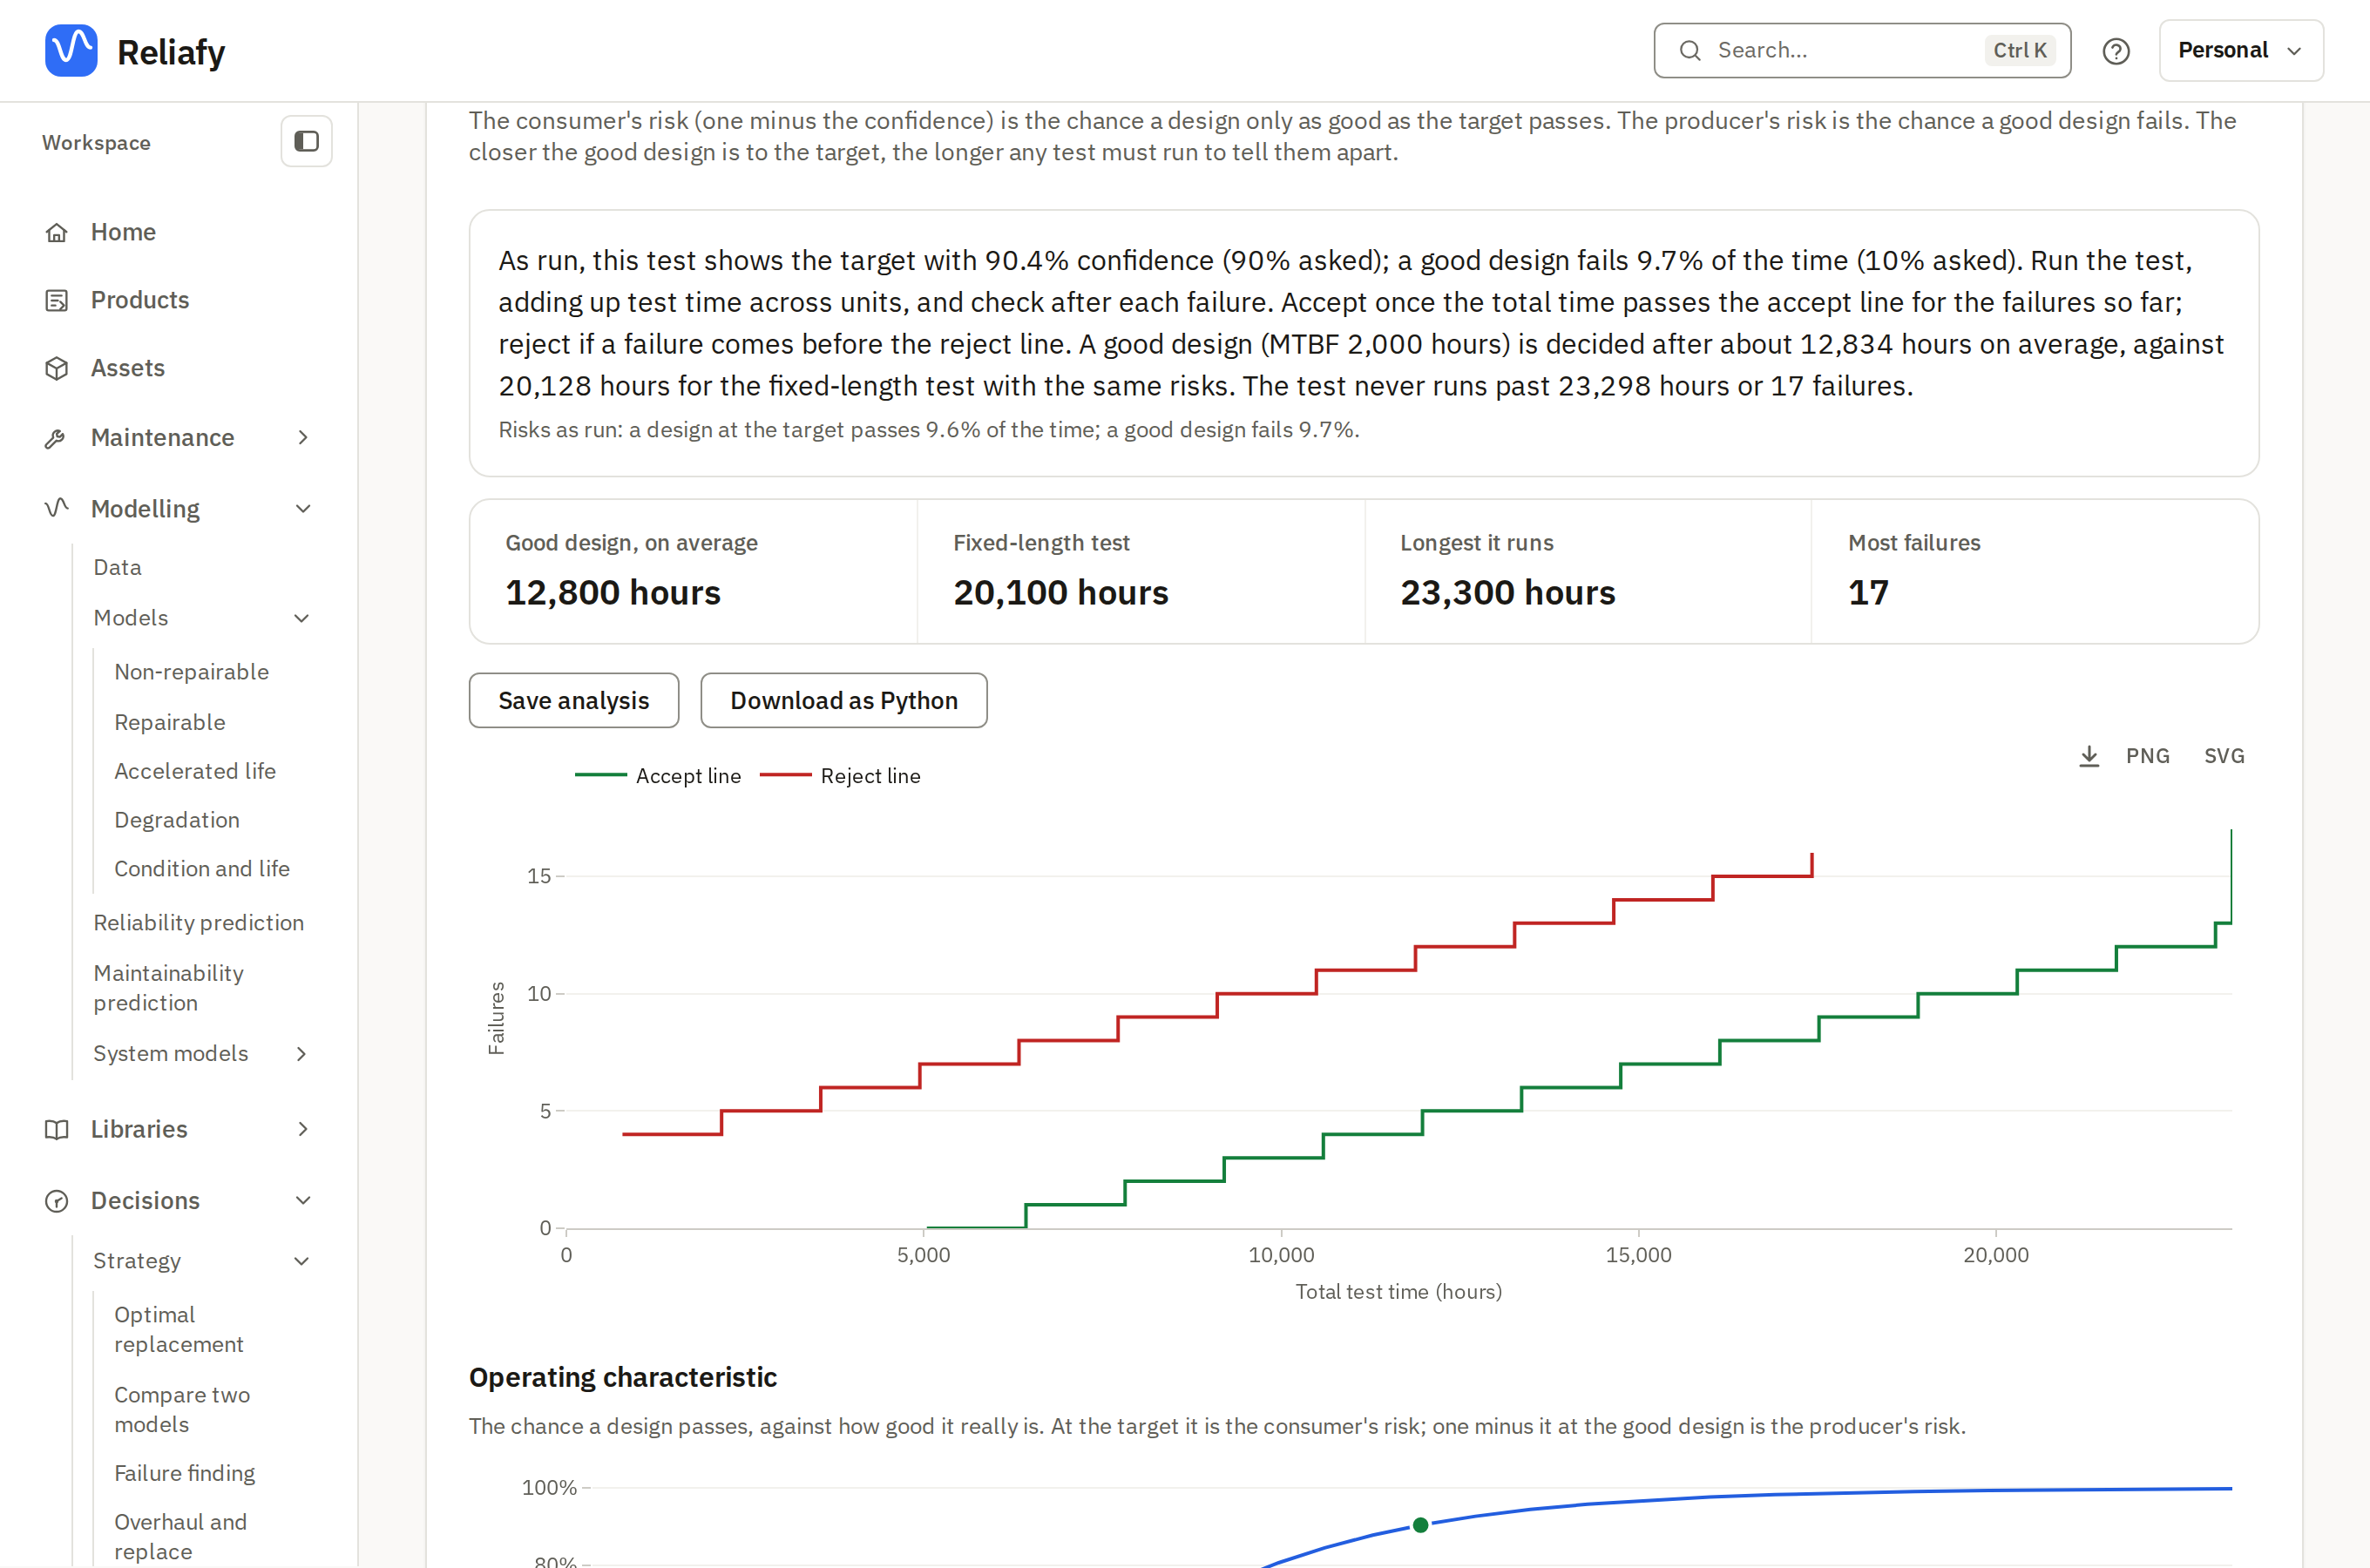 Reliafy
Search...
Ctrl K
Personal
Workspace
Home
Products
Assets
Maintenance
Modelling
Data
Models
Non-repairable
Repairable
Accelerated life
Degradation
Condition and life
Reliability prediction
Maintainability
prediction
System models
Libraries
Decisions
Strategy
Optimal
replacement
Compare two
models
Failure finding
Overhaul and
replace
The consumer's risk (one minus the confidence) is the chance a design only as good as the target passes. The producer's risk is the chance a good design fails. The
closer the good design is to the target, the longer any test must run to tell them apart.
As run, this test shows the target with 90.4% confidence (90% asked); a good design fails 9.7% of the time (10% asked). Run the test,
adding up test time across units, and check after each failure. Accept once the total time passes the accept line for the failures so far;
reject if a failure comes before the reject line. A good design (MTBF 2,000 hours) is decided after about 12,834 hours on average, against
20,128 hours for the fixed-length test with the same risks. The test never runs past 23,298 hours or 17 failures.
Risks as run: a design at the target passes 9.6% of the time; a good design fails 9.7%.
Good design, on average
12,800 hours
Fixed-length test
20,100 hours
Longest it runs
23,300 hours
Most failures
17
Save analysis
Download as Python
PNG
SVG
Accept line
Reject line
Failures
15
10
5
0
0
5,000
10,000
15,000
20,000
Total test time (hours)
Operating characteristic
The chance a design passes, against how good it really is. At the target it is the consumer's risk; one minus it at the good design is the producer's risk.
100%
80%